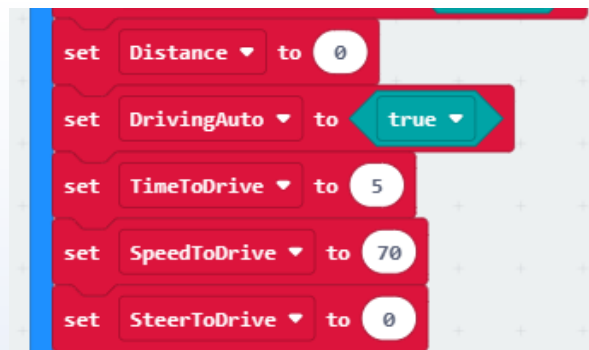 set Distance to 0
set DrivingAuto to true
set TimeToDrive to 5
set SpeedToDrive to 70
set SteerToDrive to 0